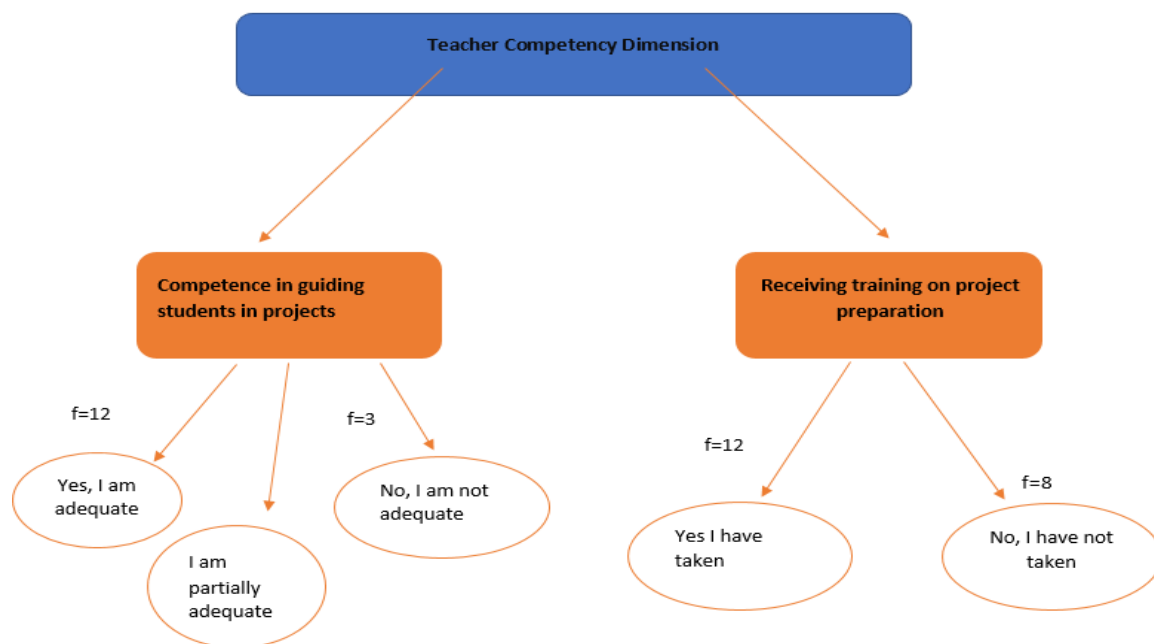 Teacher Competency Dimension
Competence in guiding
students in projects
Receiving training on project
preparation
f=12
f=3
f=12
f=8
Yes, I am
adequate
I am
partially
adequate
No, I am not
adequate
Yes I have
taken
No, I have not
taken